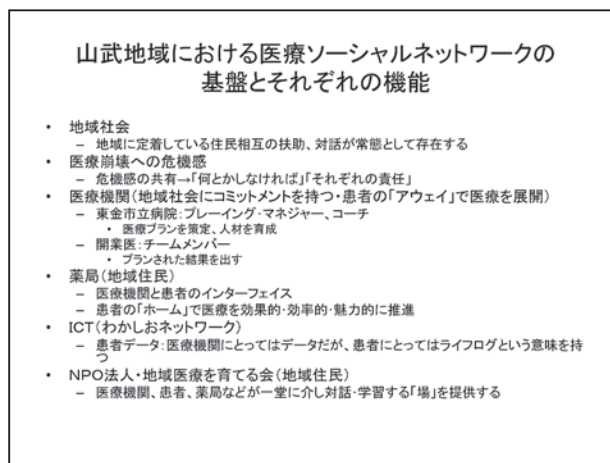 山武地域における医療ソーシャルネットワークの
基盤とそれぞれの機能
• 地域社会
– 地域に定着している住民相互の扶助、対話が常態として存在する
• 医療崩壊への危機感
– 危機感の共有→「何とかしなければ」「それぞれの責任」
• 医療機関(地域社会にコミットメントを持つ・患者の「アウェイ」で医療を展開)
– 東金市立病院:プレーイング・マネジャー、コーチ
• 医療プランを策定、人材を育成
– 開業医:チームメンバー
• プランされた結果を出す
• 薬局(地域住民)
– 医療機関と患者のインターフェイス
– 患者の「ホーム」で医療を効果的・効率的・魅力的に推進
• ICT(わかしおネットワーク)
– 患者データ:医療機関にとってはデータだが、患者にとってはライフログという意味を持
つ
• NPO法人・地域医療を育てる会(地域住民)
– 医療機関、患者、薬局などが一堂に介し対話・学習する「場」を提供する